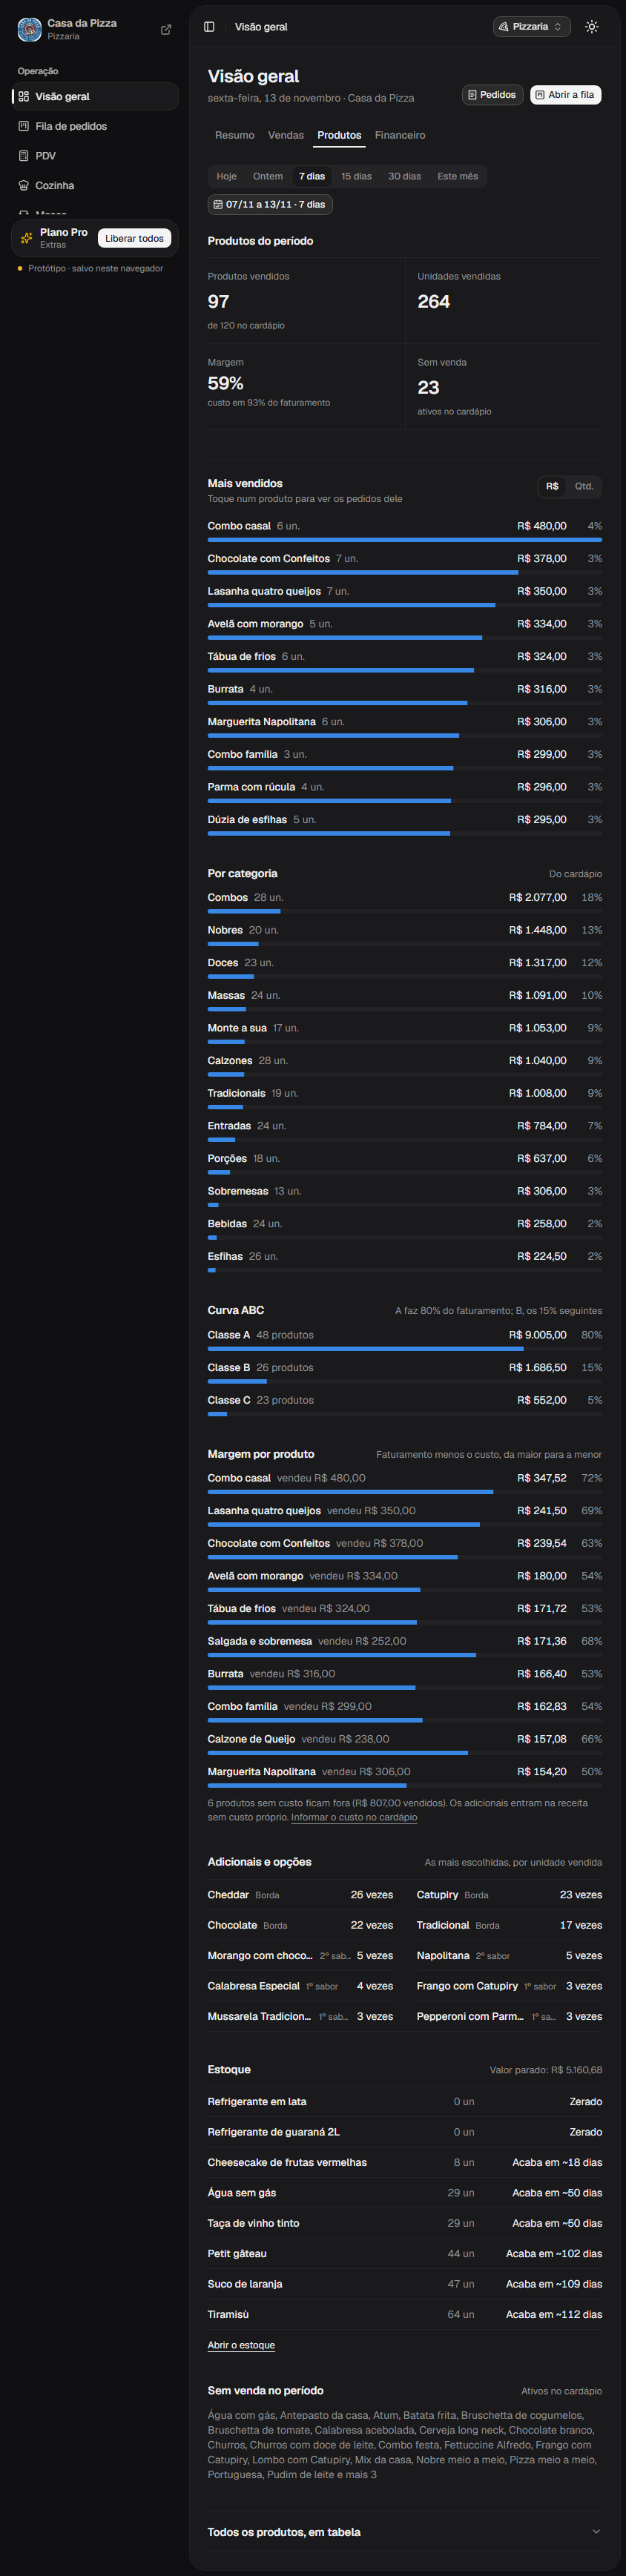 Casa da Pizza
Pizzaria
Operação
Visão geral
Fila de pedidos
PDV
Cozinha
Plano Pro
Extras
Liberar todos
Protótipo · salvo neste navegador
Visão geral
Pizzaria
Visão geral
sexta-feira, 13 de novembro · Casa da Pizza
Pedidos
Abrir a fila
Resumo Vendas Produtos Financeiro
Hoje Ontem 7 dias 15 dias 30 dias Este mês
07/11 a 13/11 · 7 dias
Produtos do período
Produtos vendidos
97
de 120 no cardápio
Unidades vendidas
264
Margem
59%
custo em 93% do faturamento
Sem venda
23
ativos no cardápio
Mais vendidos
Toque num produto para ver os pedidos dele
R$ Qtd.
Combo casal 6 un. R$ 480,00 4%
Chocolate com Confeitos 7 un. R$ 378,00 3%
Lasanha quatro queijos 7 un. R$ 350,00 3%
Avelã com morango 5 un. R$ 334,00 3%
Tábua de frios 6 un. R$ 324,00 3%
Burrata 4 un. R$ 316,00 3%
Marguerita Napolitana 6 un. R$ 306,00 3%
Combo família 3 un. R$ 299,00 3%
Parma com rúcula 4 un. R$ 296,00 3%
Dúzia de esfihas 5 un. R$ 295,00 3%
Por categoria Do cardápio
Combos 28 un. R$ 2.077,00 18%
Nobres 20 un. R$ 1.448,00 13%
Doces 23 un. R$ 1.317,00 12%
Massas 24 un. R$ 1.091,00 10%
Monte a sua 17 un. R$ 1.053,00 9%
Calzones 28 un. R$ 1.040,00 9%
Tradicionais 19 un. R$ 1.008,00 9%
Entradas 24 un. R$ 784,00 7%
Porções 18 un. R$ 637,00 6%
Sobremesas 13 un. R$ 306,00 3%
Bebidas 24 un. R$ 258,00 2%
Esfihas 26 un. R$ 224,50 2%
Curva ABC A faz 80% do faturamento; B, os 15% seguintes
Classe A 48 produtos R$ 9.005,00 80%
Classe B 26 produtos R$ 1.686,50 15%
Classe C 23 produtos R$ 552,00 5%
Margem por produto Faturamento menos o custo, da maior para a menor
Combo casal vendeu R$ 480,00 R$ 347,52 72%
Lasanha quatro queijos vendeu R$ 350,00 R$ 241,50 69%
Chocolate com Confeitos vendeu R$ 378,00 R$ 239,54 63%
Avelã com morango vendeu R$ 334,00 R$ 180,00 54%
Tábua de frios vendeu R$ 324,00 R$ 171,72 53%
Salgada e sobremesa vendeu R$ 252,00 R$ 171,36 68%
Burrata vendeu R$ 316,00 R$ 166,40 53%
Combo família vendeu R$ 299,00 R$ 162,83 54%
Calzone de Queijo vendeu R$ 238,00 R$ 157,08 66%
Marguerita Napolitana vendeu R$ 306,00 R$ 154,20 50%
6 produtos sem custo ficam fora (R$ 807,00 vendidos). Os adicionais entram na receita
sem custo próprio. Informar o custo no cardápio
Adicionais e opções As mais escolhidas, por unidade vendida
Cheddar Borda 26 vezes
Catupiry Borda 23 vezes
Chocolate Borda 22 vezes
Tradicional Borda 17 vezes
Morango com choco... 2º sab... 5 vezes
Napolitana 2º sabor 5 vezes
Calabresa Especial 1º sabor 4 vezes
Frango com Catupiry 1º sabor 3 vezes
Mussarela Tradicion... 1º sab... 3 vezes
Pepperoni com Parm... 1º sa... 3 vezes
Estoque Valor parado: R$ 5.160,68
Refrigerante em lata 0 un Zerado
Refrigerante de guaraná 2L 0 un Zerado
Cheesecake de frutas vermelhas 8 un Acaba em ~18 dias
Água sem gás 29 un Acaba em ~50 dias
Taça de vinho tinto 29 un Acaba em ~50 dias
Petit gâteau 44 un Acaba em ~102 dias
Suco de laranja 47 un Acaba em ~109 dias
Tiramisù 64 un Acaba em ~112 dias
Abrir o estoque
Sem venda no período Ativos no cardápio
Água com gás, Antepasto da casa, Atum, Batata frita, Bruschetta de cogumelos,
Bruschetta de tomate, Calabresa acebolada, Cerveja long neck, Chocolate branco,
Churros, Churros com doce de leite, Combo festa, Fettuccine Alfredo, Frango com
Catupiry, Lombo com Catupiry, Mix da casa, Nobre meio a meio, Pizza meio a meio,
Portuguesa, Pudim de leite e mais 3
Todos os produtos, em tabela